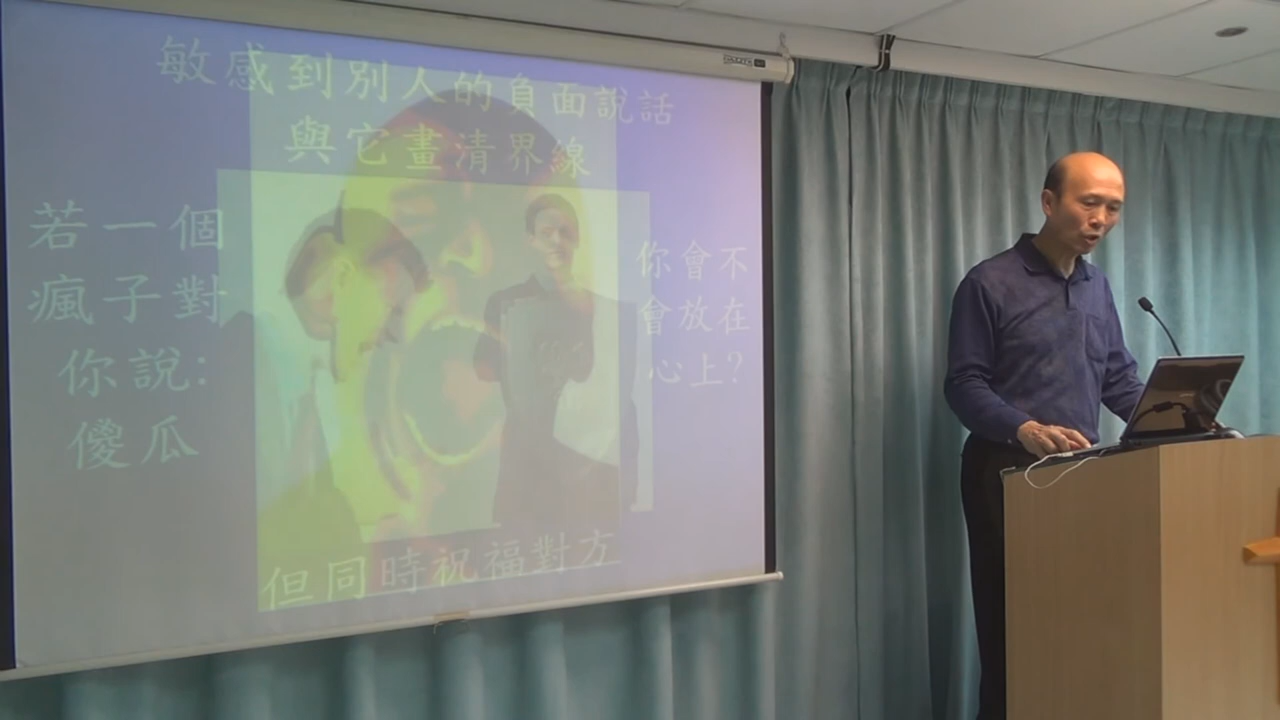 敏感到別人的負面說話
與它畫清界線
若一個
瘋子對
你說:
傻瓜
你會不
會放在
心上?
但同時祝福對方